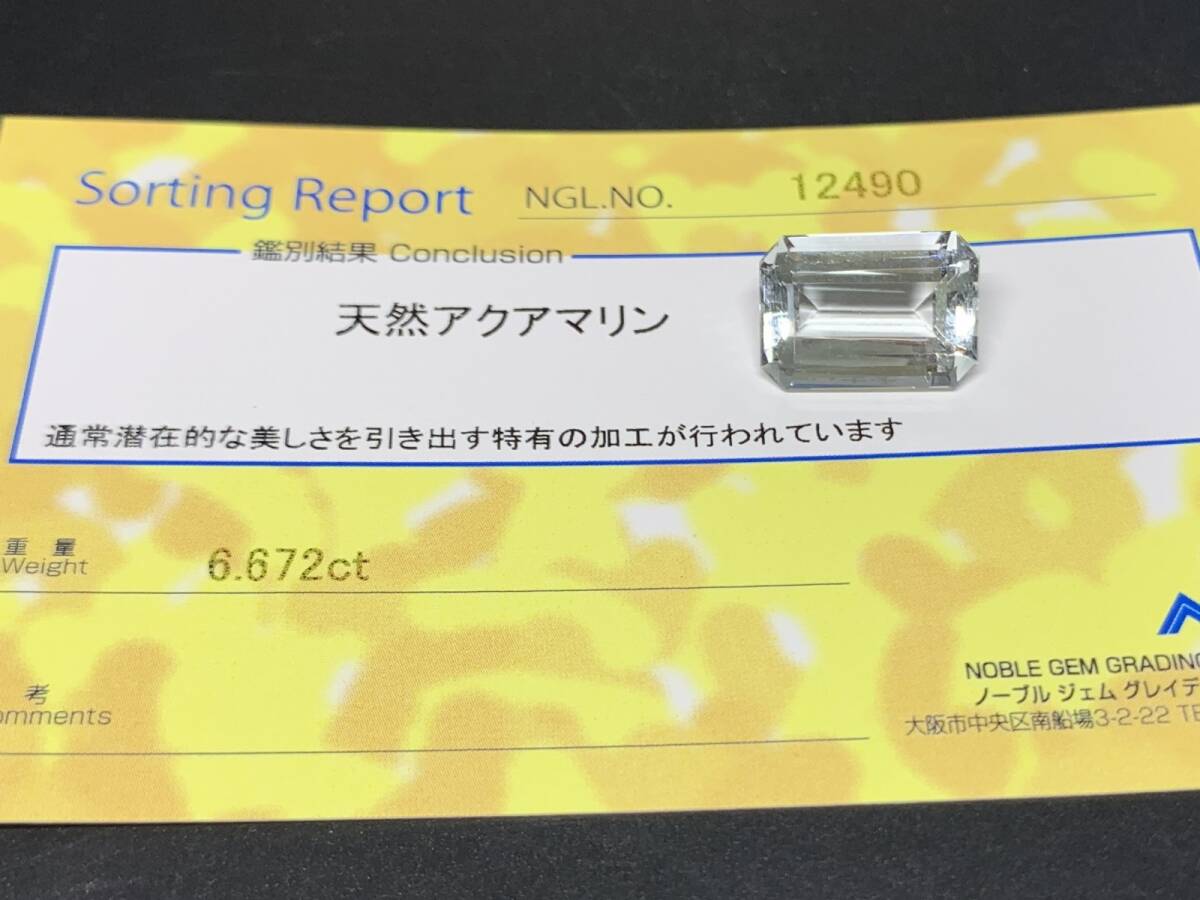 Sorting Report NGL.NO. 12490
鑑別結果 Conclusion
天然アクアマリン
通常潜在的な美しさを引き出す特有の加工が行われています
重 量
Weight 6.672ct
考
omments
NOBLE GEM GRADING
ノーブル ジェム グレイデ
大阪市中央区南船場3-2-22 TE